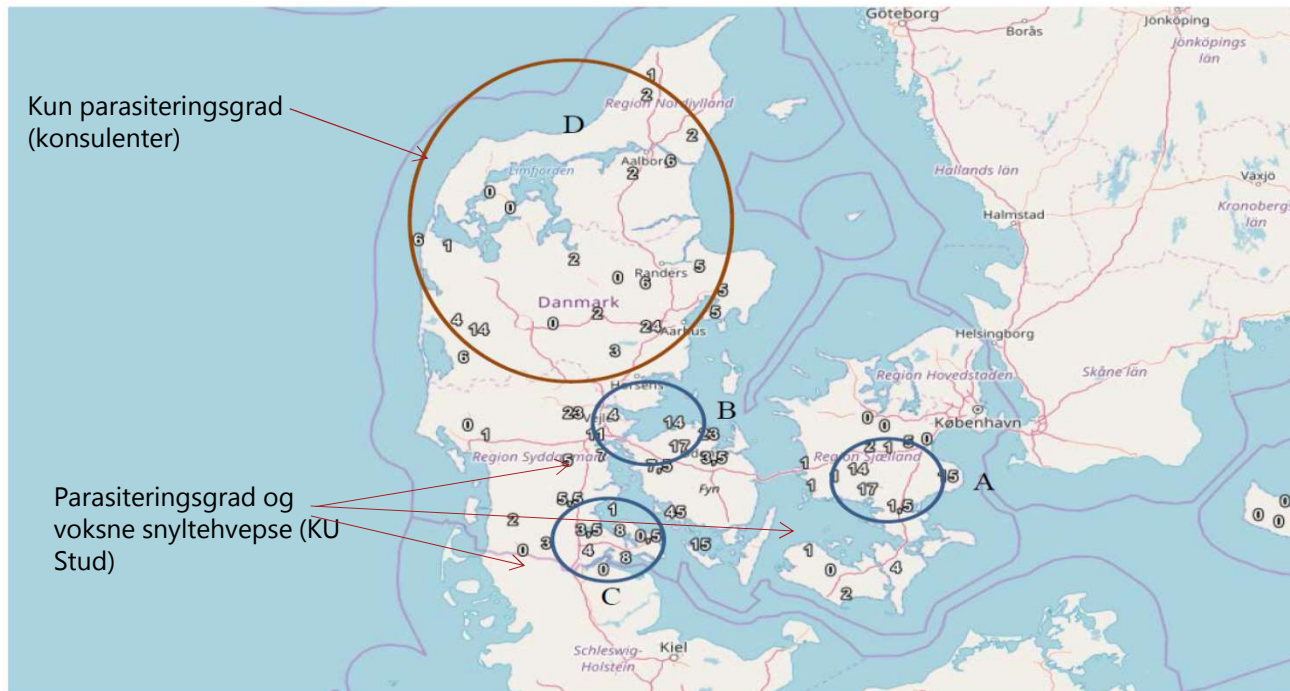 Göteborg
Borås
Jönköping
Jönköpings
län
Kun parasiteringsgrad
(konsulenter)
1
2
Region Nordjylland
D
2
Aalborg
6
2
Limfjorden
0
0
Hallands län
Växjö
Kronobergs
län
Halmstad
6
1
2
5
0
Randers
6
5
Danmark
2
5
4
14
0
24
Aarhus
3
6
Helsingborg
Horsens
Region Hovedstaden
Skåne län
23
Vejle
4
14
B
0
1
11
23
17
0
0
København
2
1
5
0
7
5
Region Syddanmark
7,5
3,5
Fyn
1
Region Sjælland
14
1
1
17
15
A
1,5
Parasiteringsgrad og
voksne snyltehvepse (KU
Stud)
5,5
1
45
2
3,5
8
0,5
3
0
4
8
15
0
C
1
0
4
2
0
0
0
Schleswig-
Holstein
Kiel